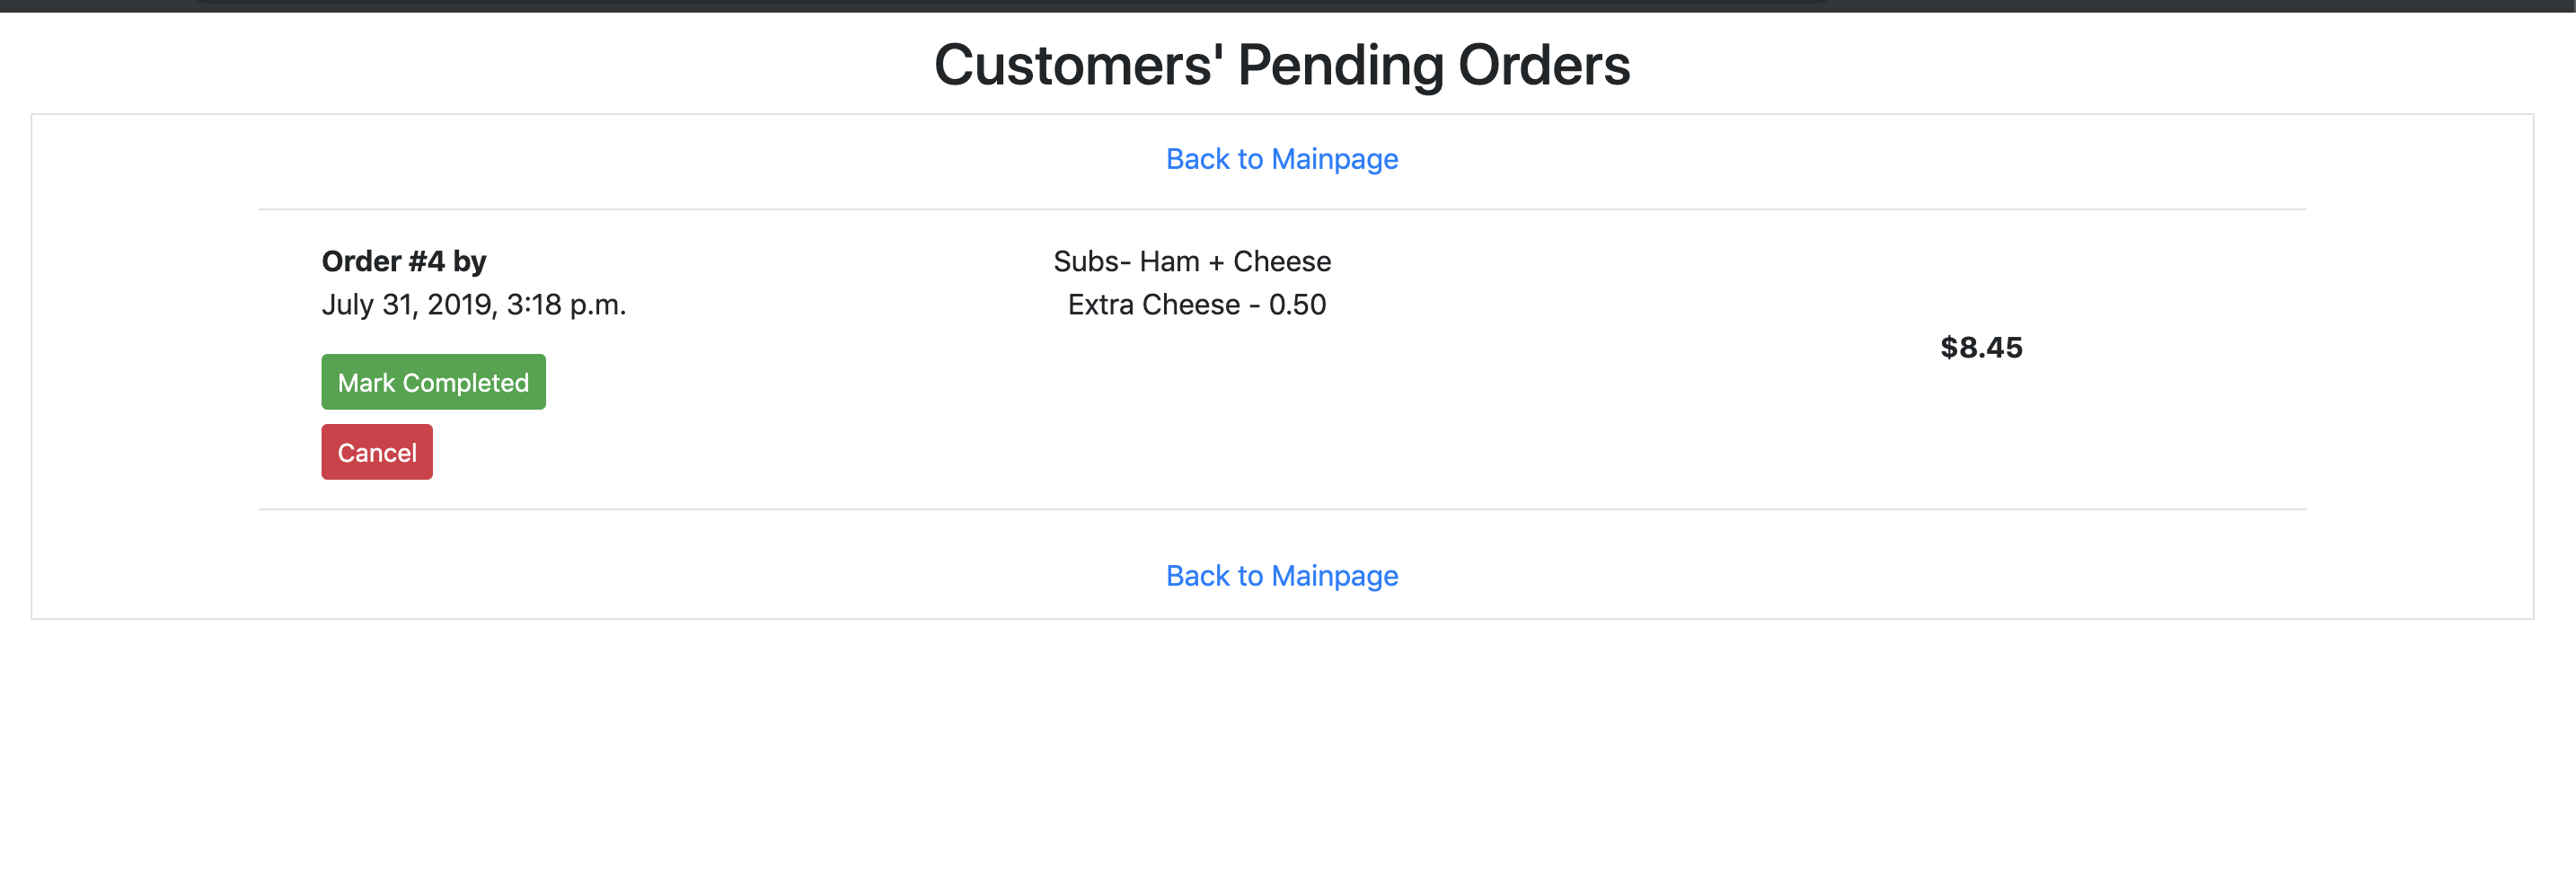 Customers' Pending Orders
Back to Mainpage
Order #4 by
July 31, 2019, 3:18 p.m.
Mark Completed
Cancel
Subs- Ham + Cheese
Extra Cheese - 0.50
$8.45
Back to Mainpage